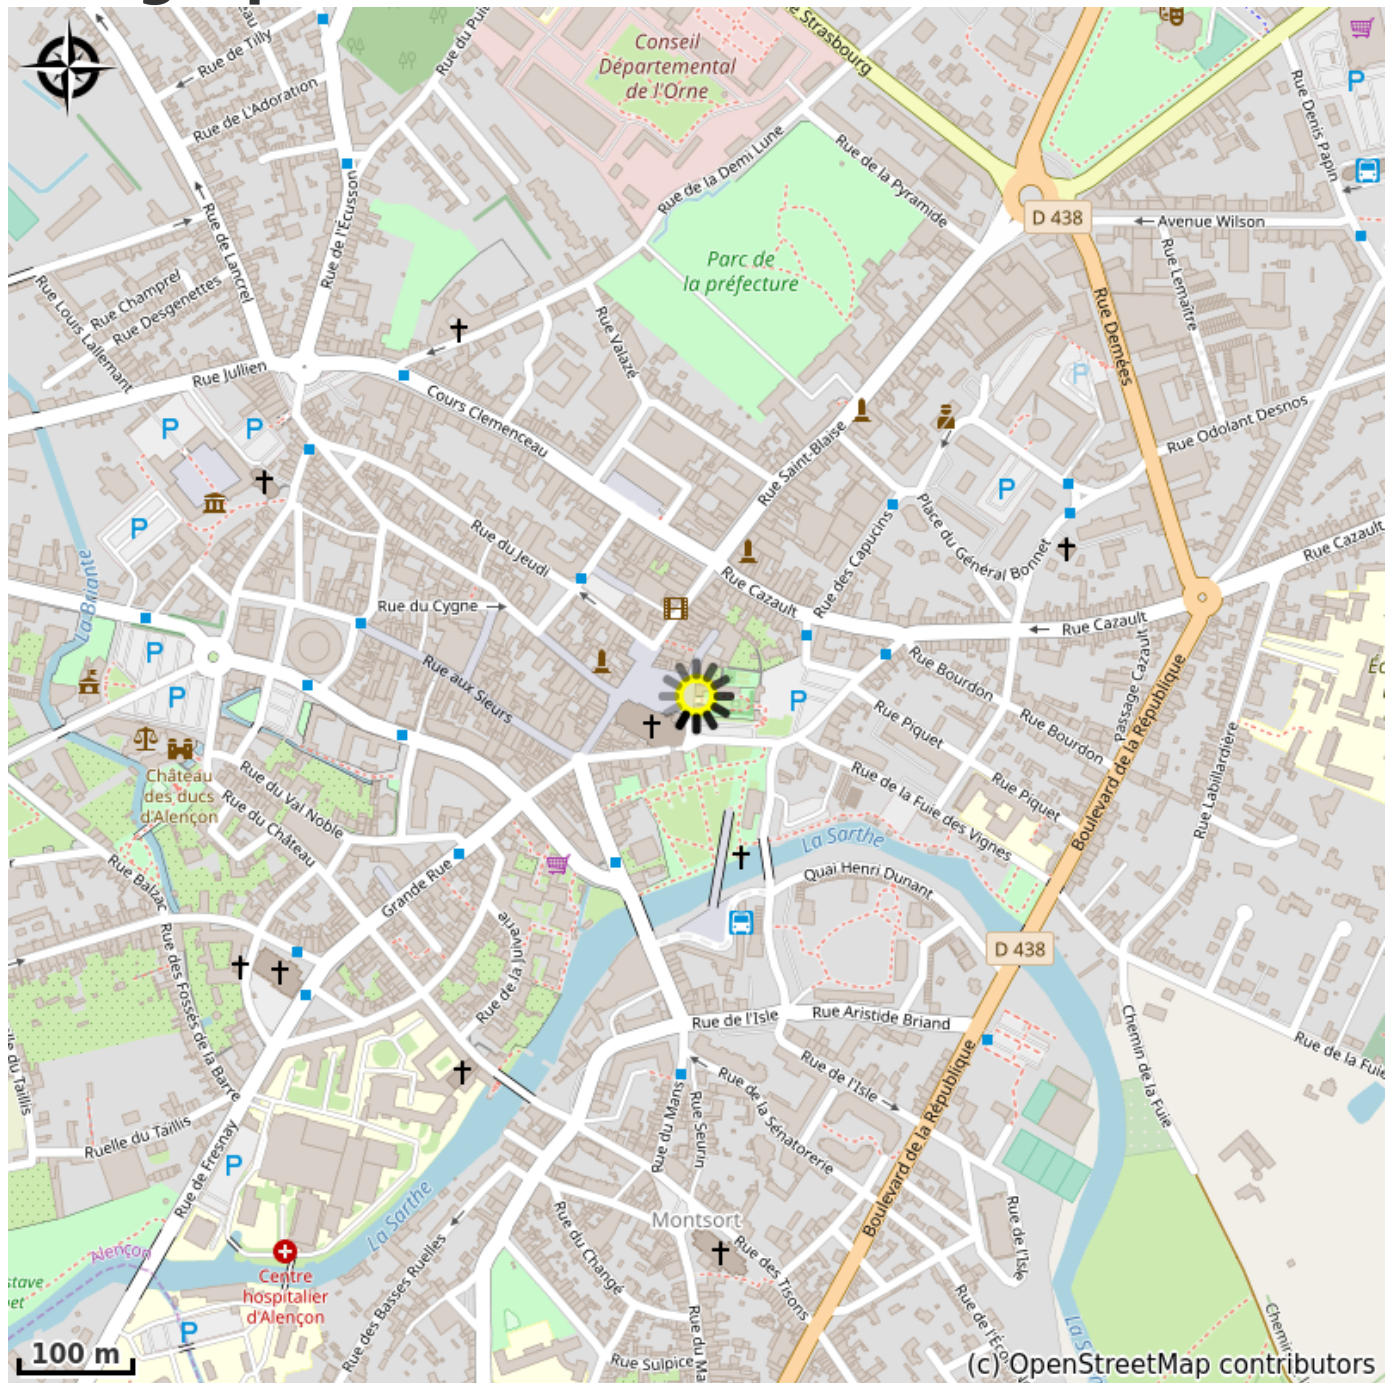 Rue de Tilly
Rue de L'Adoration
Conseil
Départemental
de l'Orne
Strasbourg
Rue de la Demi Lune
Rue de la Pyramide
Rue Denis Papin
D 438
Avenue Wilson
Rue Lemaître
Rue Demées
Rue de Lancrel
Rue de l'Écusson
Parc de
la préfecture
Rue Champrel
Rue Desgenettes
Rue Louis Lallemant
Rue Jullien
Rue Valazé
Cours Clemenceau
P
P
P
P
P
Rue Odolant Desnos
Rue Saint-Blaise
P
P
Place du Général Bonnet
Rue des Capucins
Rue du Jeudi
Rue Cazault
Rue Cazault
Rue Cazault
La Briante
Rue du Cygne
Rue aux Sieurs
Passage Cazault
Boulevard de la République
Rue Bourdon
Rue Bourdon
P
P
P
Rue Piquet
Rue Piquet
Rue Labillardière
Château
des ducs
d'Alençon
Rue du Val Noble
Rue du Château
Rue de la Fuie des Vignes
La Sarthe
Quai Henri Dunant
Rue Balzac
Grande Rue
Rue de la Juiverie
Rue des Fossés de la Barre
D 438
Rue de l'Isle
Rue Aristide Briand
Rue de l'Isle
Chemin de la Fuie
Rue de la Fuie
Boulevard de la République
Rue de la Sénatorerie
Rue Seurin
Rue du Mans
Ruelle du Taillis
Rue de Fresnay
P
La Sarthe
Montsort
Rue des Tisons
Rue du Changé
Rue de l'Isle
Alençon
Centre
hospitalier
d'Alençon
P
Rue des Basses Ruelles
Rue Sulpice
100 m
(c) OpenStreetMap contributors